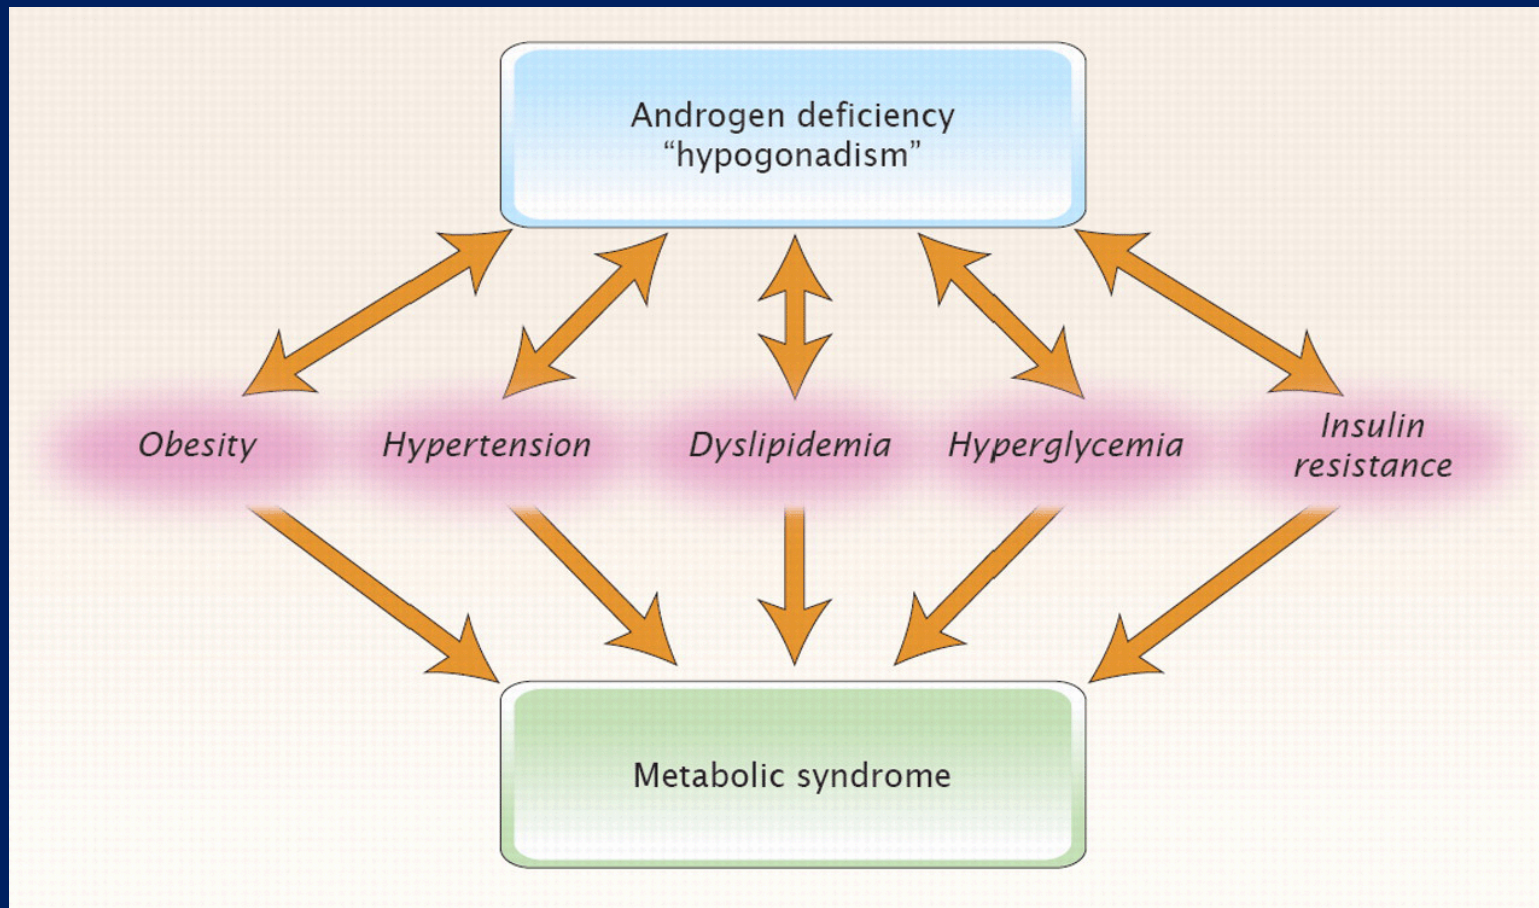 Androgen deficiency
“hypogonadism”
Obesity
Hypertension
Dyslipidemia
Hyperglycemia
Insulin
resistance
Metabolic syndrome